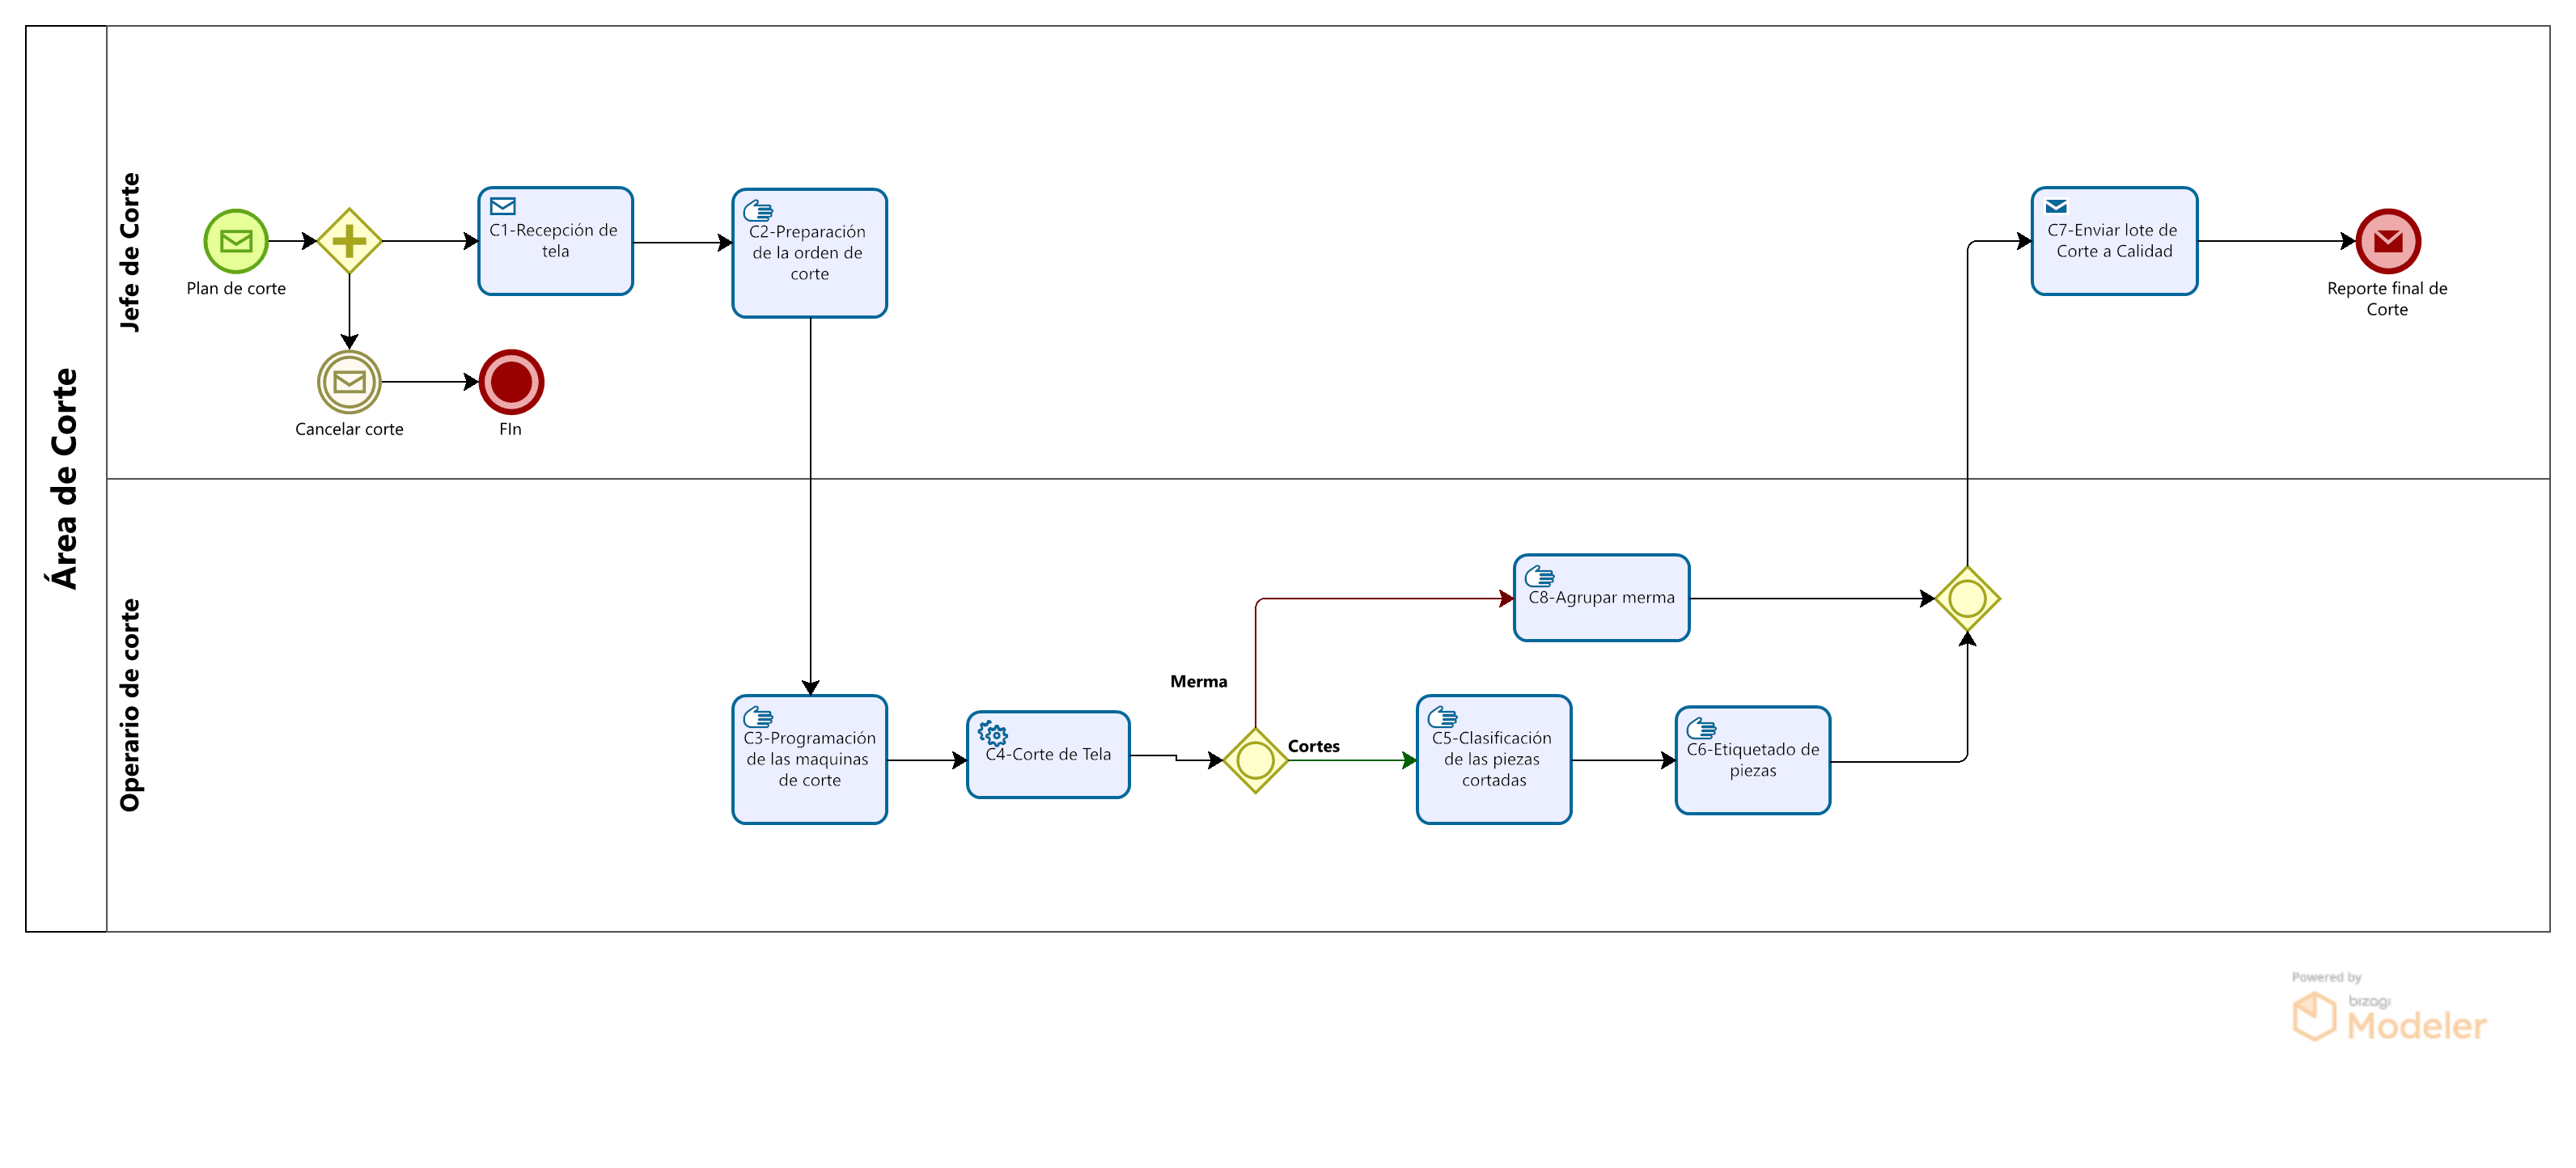 Área de Corte
Jefe de Corte
Plan de corte
C1-Recepción de
tela
C2-Preparación
de la orden de
corte
Cancelar corte
FIn
C7-Enviar lote de
Corte a Calidad
Reporte final de
Corte
Operario de corte
C3-Programación
de las maquinas
de corte
C4-Corte de Tela
Merma
Cortes
C8-Agrupar merma
C5-Clasificación
de las piezas
cortadas
C6-Etiquetado de
piezas
Powered by
bizagi
Modeler